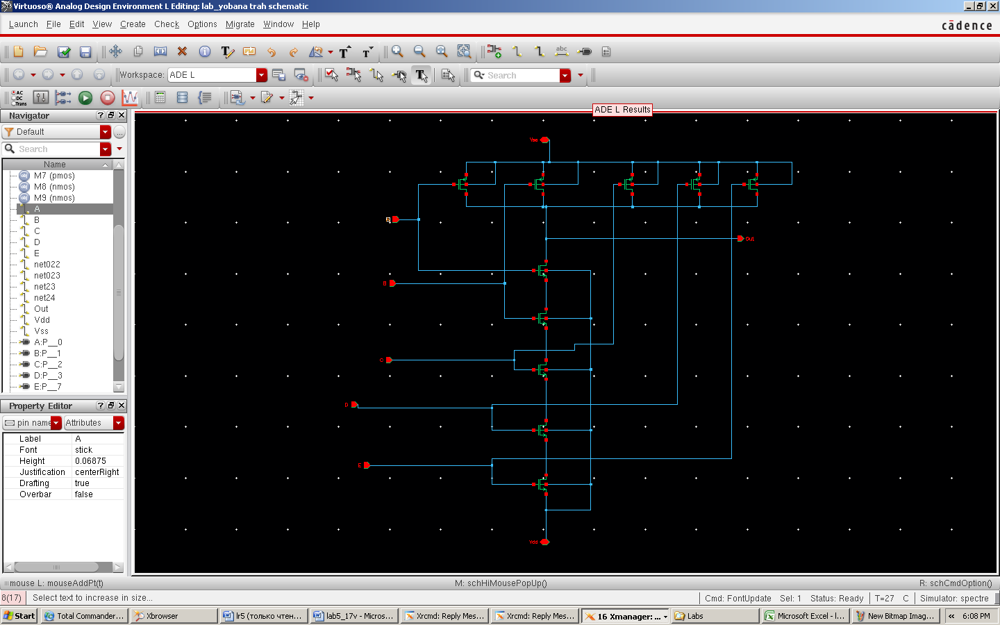 Virtuoso® Analog Design Environment L Editing: lab_yobana trah schematic
Launch File Edit View Create Check Options Migrate Window Help
cādence
Workspace: ADE L
Search
AC
DC
Trans
ADE L Results
Navigator
Default
Search
Name
M7 (pmos)
M8 (nmos)
M9 (nmos)
A
B
C
D
E
net022
net023
net23
net24
Out
Vdd
Vss
A:P__0
B:P__1
C:P__2
D:P__3
E:P__7
Property Editor
pin name
Attributes
Label A
Font stick
Height 0.06875
Justification centerRight
Drafting true
Overbar false
Out
B
C
D
E
Vdd
mouse L: mouseAddPt(t)
M: schHiMousePopUp()
R: schCmdOption()
8(17)
Select text to increase in size...
Cmd: FontUpdate Sel: 1 Status: Ready T=27 C Simulator: spectre
Start
Total Commander...
Xbrowser
lr5 (только чтен...
lab5_17v - Micros...
Xrcmd: Reply Mes...
Xrcmd: Reply Mes...
16 Xmanager: ...
Labs
Microsoft Excel - l...
New Bitmap Imag...
6:08 PM